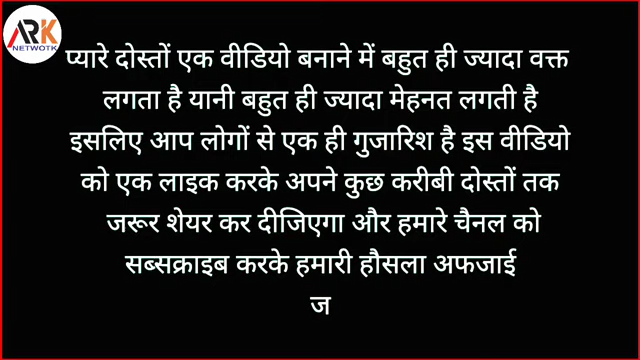 ARK
NETWOTK
प्यारे दोस्तों एक वीडियो बनाने में बहुत ही ज्यादा वक्त
लगता है यानी बहुत ही ज्यादा मेहनत लगती है
इसलिए आप लोगों से एक ही गुजारिश है इस वीडियो
को एक लाइक करके अपने कुछ करीबी दोस्तों तक
जरूर शेयर कर दीजिएगा और हमारे चैनल को
सब्सक्राइब करके हमारी हौसला अफजाई
ज